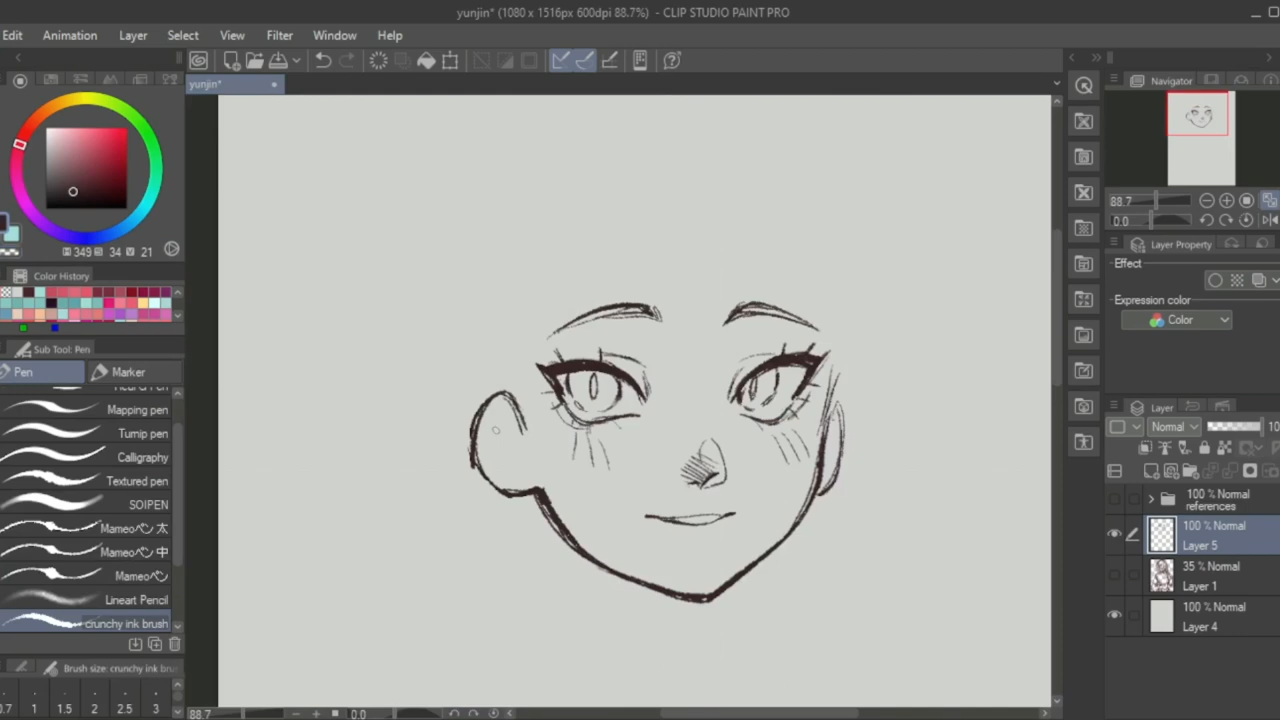 yunjin* (1080 x 1516px 600dpi 88.7%) - CLIP STUDIO PAINT PRO
Edit Animation Layer Select View Filter Window Help
yunjin*
Navigator
88.7
0.0
349 34 V 21
Color History
Layer Property
Effect
Expression color
Color
Sub Tool: Pen
Pen Marker
Mapping pen
Turnip pen
Calligraphy
Textured pen
SOIPEN
Mameoペン 太
Mameoペン 中
Mameoペン
Lineart Pencil
crunchy ink brush
Brush size: crunchy ink
0.7 1 1.5 2 2.5 3
Layer
Normal 10
100 % Normal
references
100 % Normal
Layer 5
35 % Normal
Layer 1
100 % Normal
Layer 4
88.7 0.0